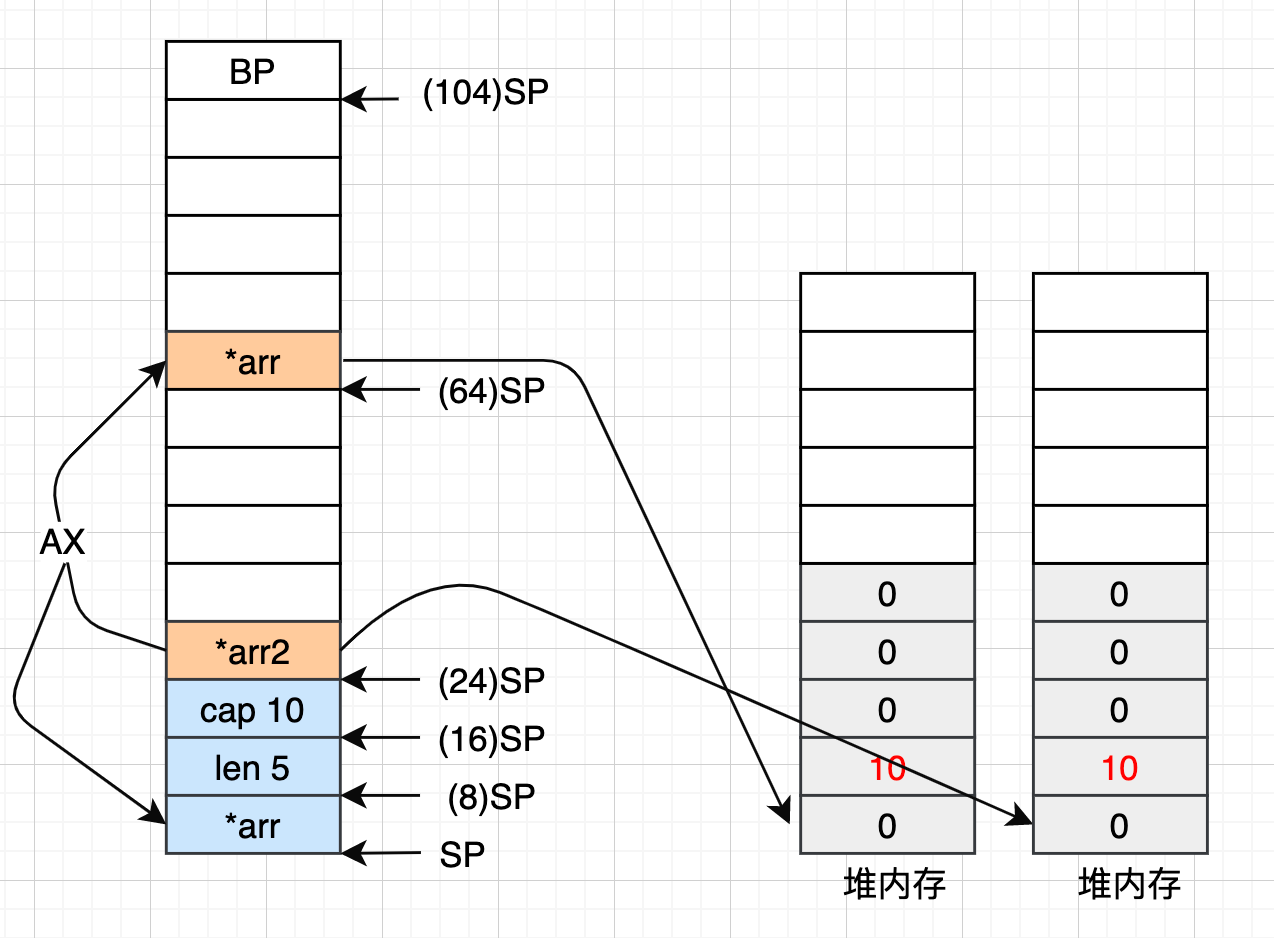 BP
(104)SP
*arr
(64)SP
AX
*arr2
(24)SP
cap 10
(16)SP
len 5
(8)SP
*arr
SP
0
0
0
10
0
堆内存
0
0
0
10
0
堆内存